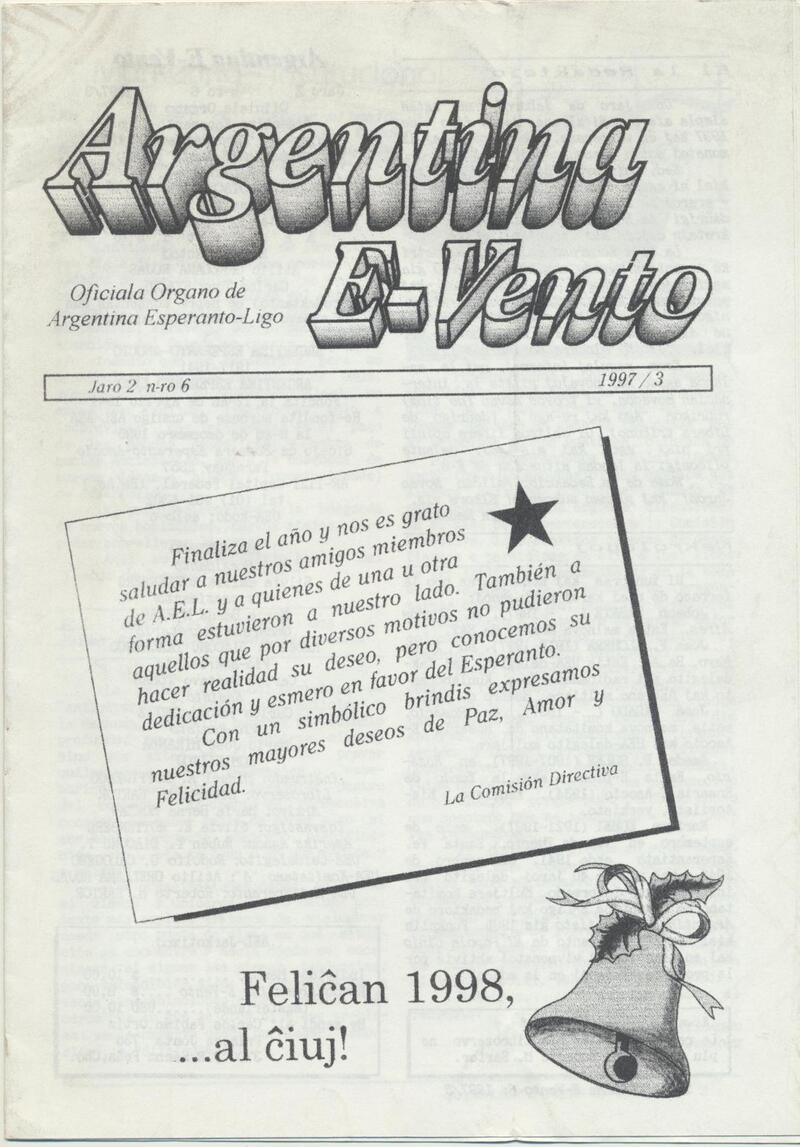 Argentina
E-Vento
Oficiala Organo de
Argentina Esperanto-Ligo
Jaro 2 n-ro 6
1997 / 3
Finaliza el año y nos es grato
saludar a nuestros amigos miembros
de A.E.L. y a quienes de una u otra
forma estuvieron a nuestro lado. También a
aquellos que por diversos motivos no pudieron
hacer realidad su deseo, pero conocemos su
dedicación y esmero en favor del Esperanto.
Con un simbólico brindis expresamos
nuestros mayores deseos de Paz, Amor y
Felicidad.
La Comisión Directiva
Feliĉan 1998,
...al ĉiuj!